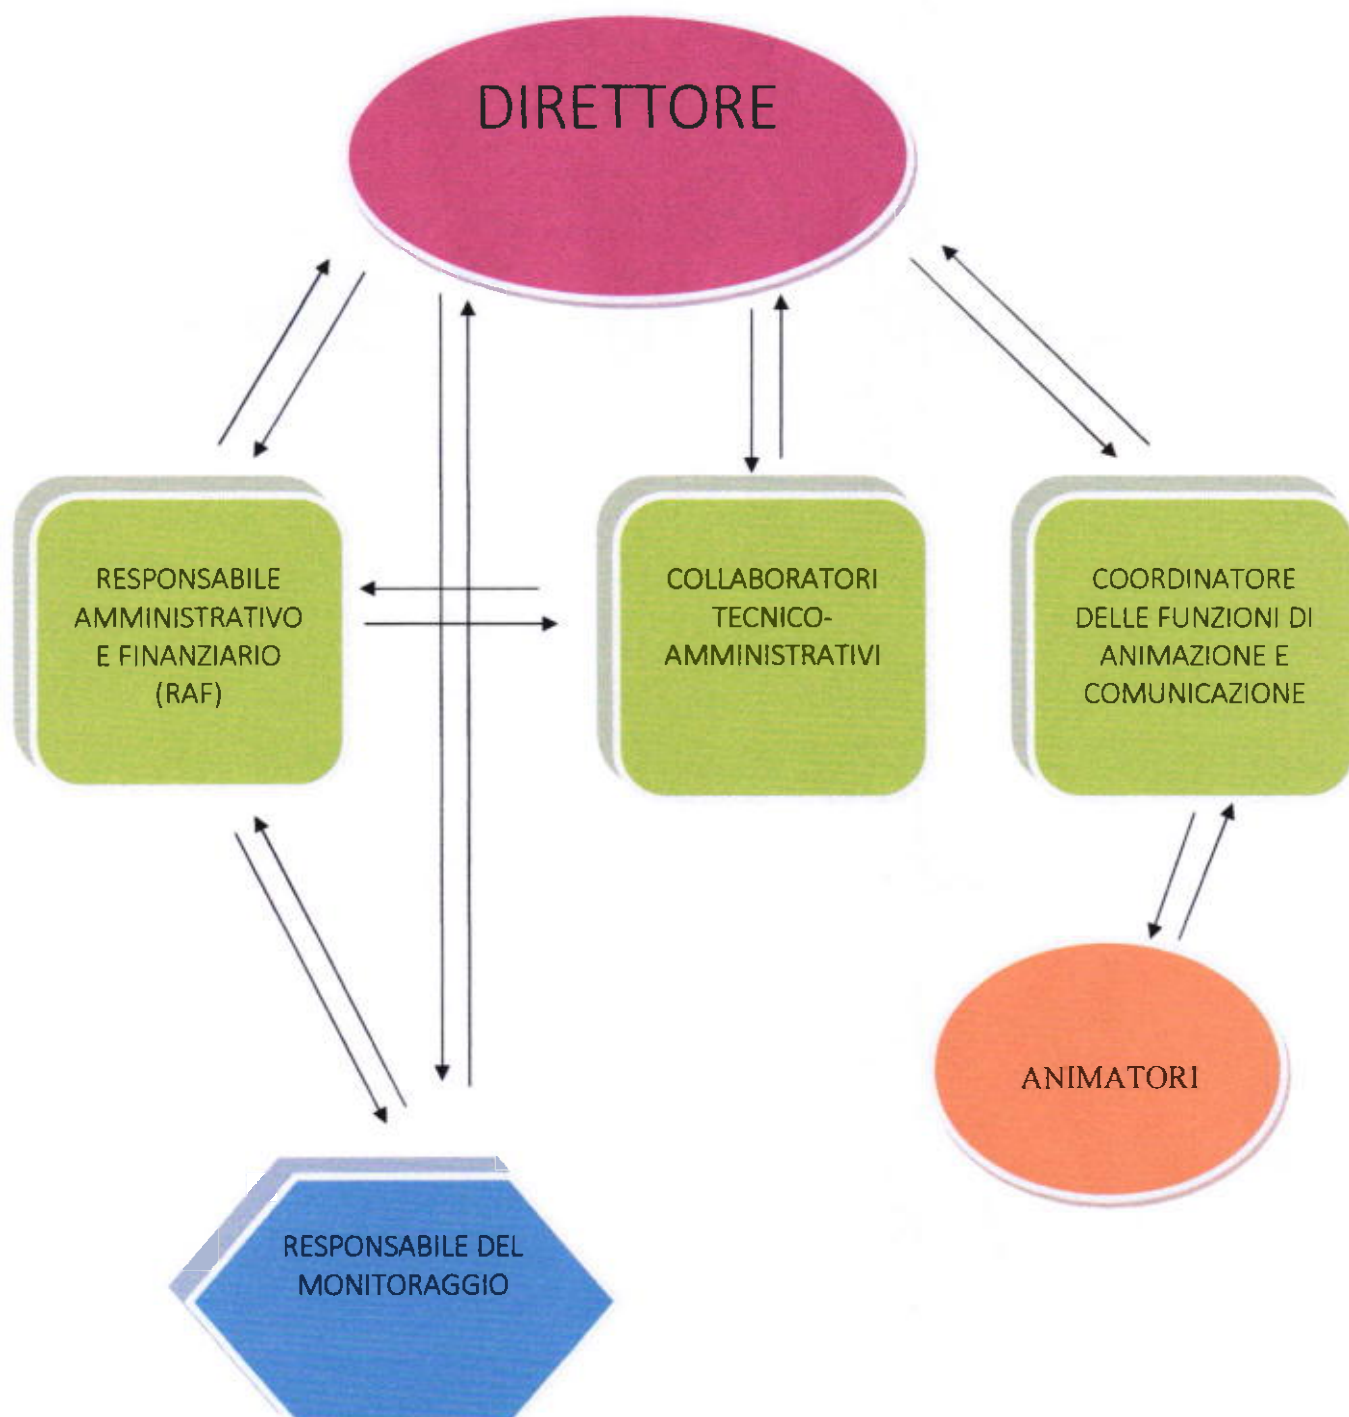 DIRETTORE
RESPONSABILE
AMMINISTRATIVO
E FINANZIARIO
(RAF)
COLLABORATORI
TECNICO-
AMMINISTRATIVI
COORDINATORE
DELLE FUNZIONI DI
ANIMAZIONE E
COMUNICAZIONE
ANIMATORI
RESPONSABILE DEL
MONITORAGGIO